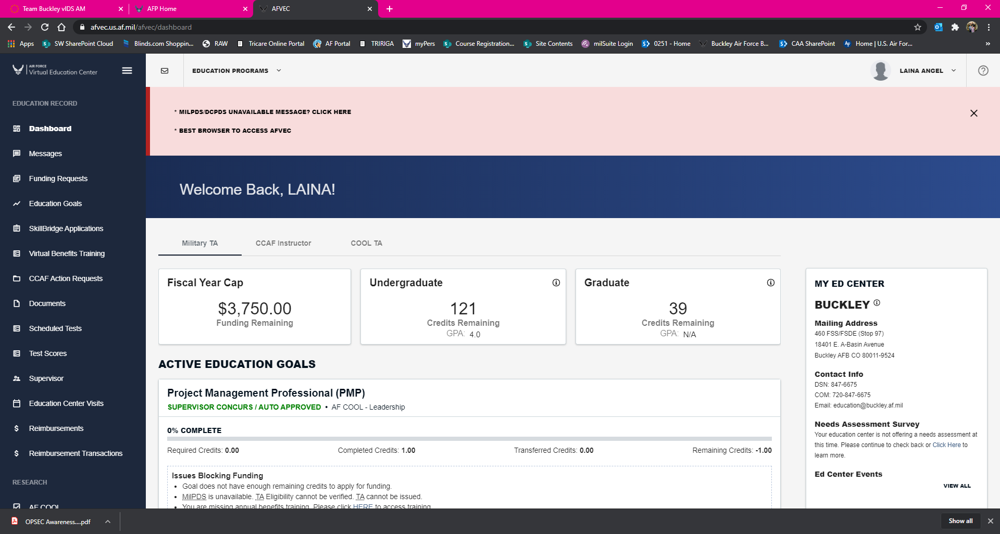 Team Buckley vIDS AM
AFP Home
AFVEC
afvec.us.af.mil/afvec/dashboard
Apps
SW SharePoint Cloud
Blinds.com Shoppin...
RAW
Tricare Online Portal
AF Portal
TRIRIGA
myPers
Course Registration...
Site Contents
milSuite Login
0251 - Home
Buckley Air Force B...
CAA SharePoint
Home | U.S. Air For...
AIR FORCE
Virtual Education Center
EDUCATION RECORD
Dashboard
Messages
Funding Requests
Education Goals
SkillBridge Applications
Virtual Benefits Training
CCAF Action Requests
Documents
Scheduled Tests
Test Scores
Supervisor
Education Center Visits
Reimbursements
Reimbursement Transactions
RESEARCH
AF COOL
EDUCATION PROGRAMS
LAINA ANGEL
* MILPDS/DCPDS UNAVAILABLE MESSAGE? CLICK HERE
* BEST BROWSER TO ACCESS AFVEC
Welcome Back, LAINA!
Military TA
CCAF Instructor
COOL TA
Fiscal Year Cap
$3,750.00
Funding Remaining
Undergraduate
121
Credits Remaining
GPA: 4.0
Graduate
39
Credits Remaining
GPA: N/A
ACTIVE EDUCATION GOALS
Project Management Professional (PMP)
SUPERVISOR CONCURS / AUTO APPROVED • AF COOL - Leadership
0% COMPLETE
Required Credits: 0.00
Completed Credits: 1.00
Transferred Credits: 0.00
Remaining Credits: -1.00
Issues Blocking Funding
• Goal does not have enough remaining credits to apply for funding.
• MilPDS is unavailable. TA Eligibility cannot be verified. TA cannot be issued.
• You are missing annual benefits training. Please click HERE to access training.
MY ED CENTER
BUCKLEY
Mailing Address
460 FSS/FSDE (Stop 97)
18401 E. A-Basin Avenue
Buckley AFB CO 80011-9524
Contact Info
DSN: 847-6675
COM: 720-847-6675
Email: education@buckley.af.mil
Needs Assessment Survey
Your education center is not offering a needs assessment at
this time. Please continue to check back or Click Here to
learn more.
Ed Center Events
VIEW ALL
OPSEC Awareness....pdf
Show all